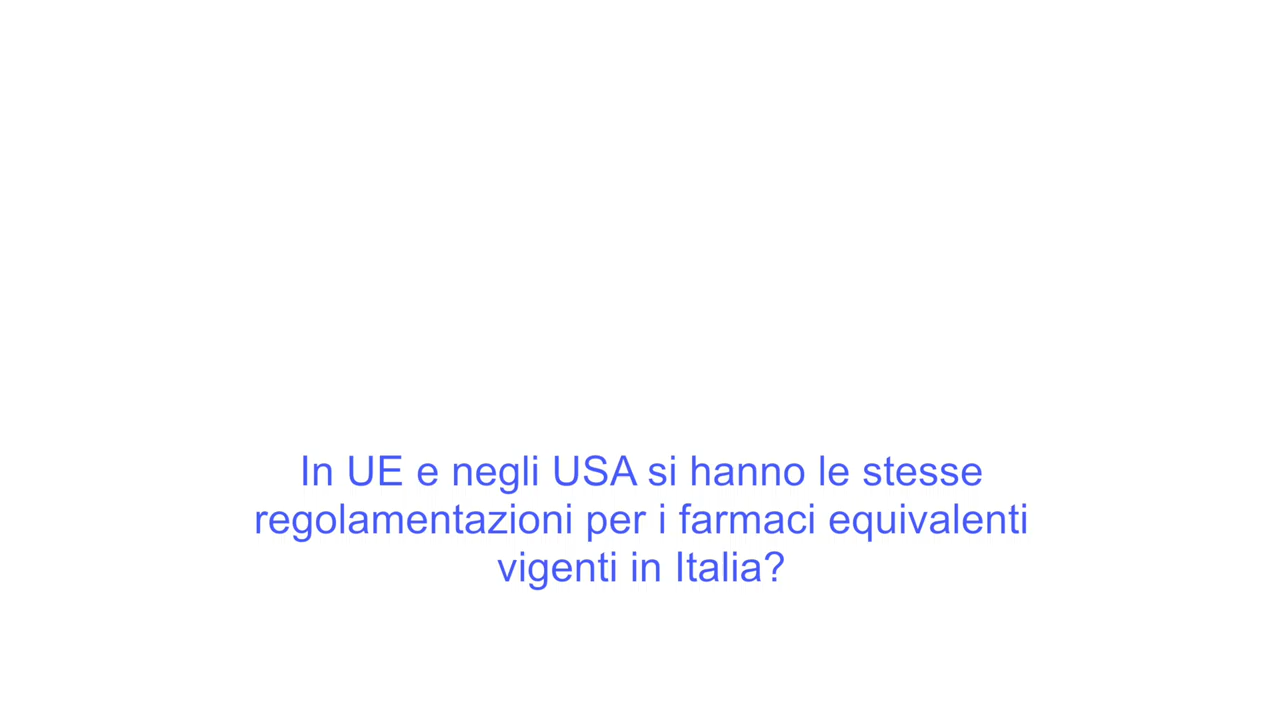 In UE e negli USA si hanno le stesse
regolamentazioni per i farmaci equivalenti
vigenti in Italia?